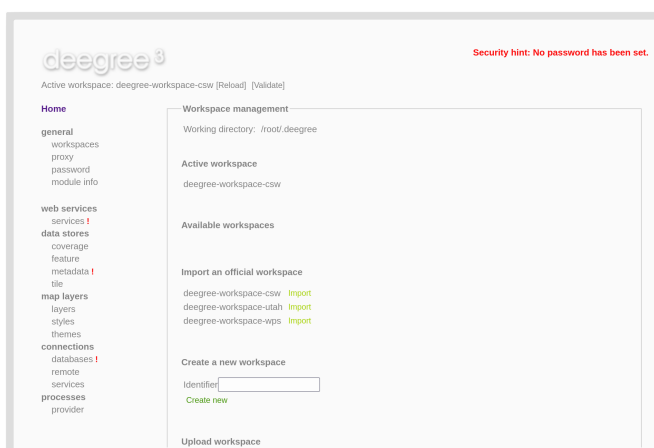 deegree 3
Security hint: No password has been set.
Active workspace: deegree-workspace-csw [Reload] [Validate]
Home
general
workspaces
proxy
password
module info
web services
services !
data stores
coverage
feature
metadata !
tile
map layers
layers
styles
themes
connections
databases !
remote
services
processes
provider
Workspace management
Working directory: /root/.deegree
Active workspace
deegree-workspace-csw
Available workspaces
Import an official workspace
deegree-workspace-csw Import
deegree-workspace-utah Import
deegree-workspace-wps Import
Create a new workspace
Identifier
Create new
Upload workspace